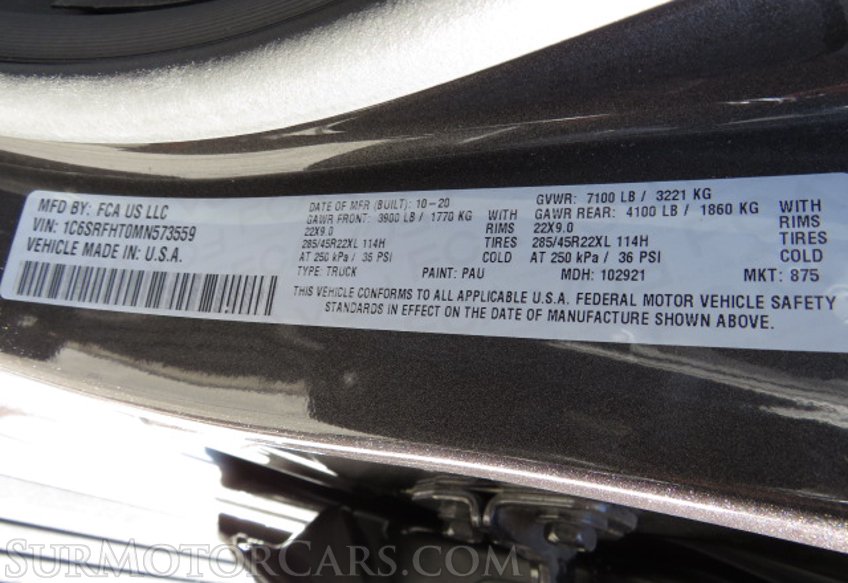 MFD BY: FCA US LLC
VIN: 1C6SRFHT0MN573559
VEHICLE MADE IN: U.S.A.
DATE OF MFR (BUILT): 10-20 GVWR: 7100 LB / 3221 KG
GAWR FRONT: 3900 LB / 1770 KG WITH GAWR REAR: 4100 LB / 1860 KG WITH
22X9.0 RIMS 22X9.0 RIMS
285/45R22XL 114H TIRES 285/45R22XL 114H TIRES
AT 250 kPa / 36 PSI COLD AT 250 kPa / 36 PSI COLD
TYPE: TRUCK PAINT: PAU MDH: 102921 MKT: 875
THIS VEHICLE CONFORMS TO ALL APPLICABLE U.S.A. FEDERAL MOTOR VEHICLE SAFETY
STANDARDS IN EFFECT ON THE DATE OF MANUFACTURE SHOWN ABOVE.
SURMOTORCARS.COM